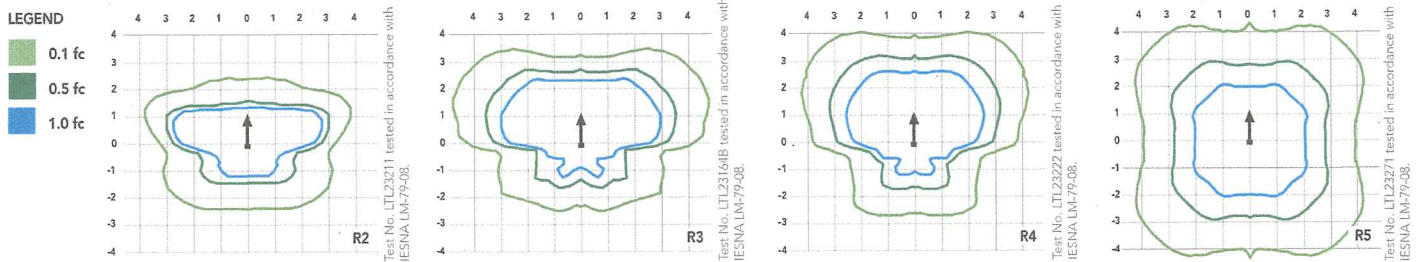 LEGEND
0.1 fc
0.5 fc
1.0 fc
4 3 2 1 0 1 2 3 4
4
3
2
1
0
-1
-2
-3
-4
R2
Test No. LTL23211 tested in accordance with
IESNA LM-79-08.
4 3 2 1 0 1 2 3 4
4
3
2
1
0
-1
-2
-3
-4
R3
Test No. LTL23164B tested in accordance with
IESNA LM-79-08.
4 3 2 1 0 1 2 3 4
4
3
2
1
0
-1
-2
-3
-4
R4
Test No. LTL23222 tested in accordance with
IESNA LM-79-08.
4 3 2 1 0 1 2 3 4
4
3
2
1
0
-1
-2
-3
-4
R5
Test No. LTL23271 tested in accordance with
IESNA LM-79-08.